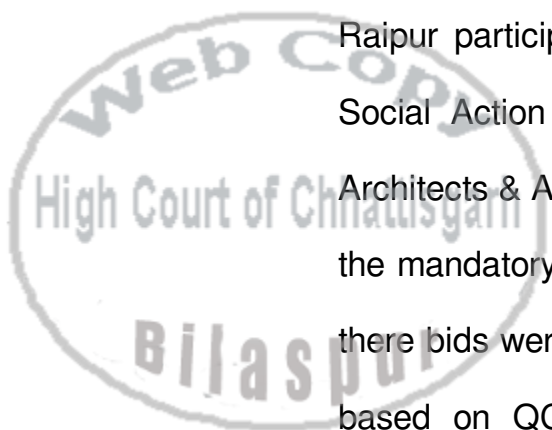 Raipur particip
Social Action
Architects & A
the mandatory
there bids wer
based on QC
Web Copy
High Court of Chhattisgarh
Bilaspur